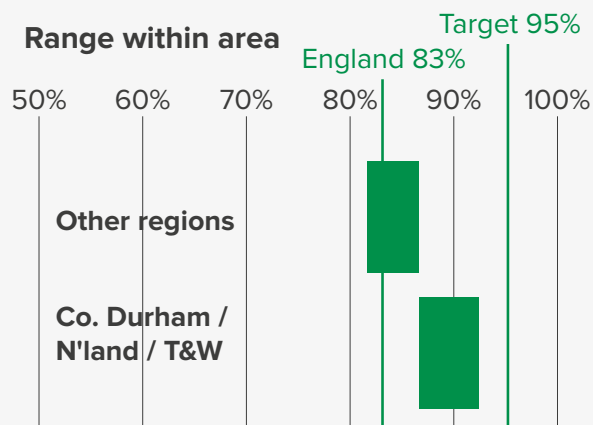 Target 95%
Range within area
England 83%
50% 60% 70% 80% 90% 100%
Other regions
Co. Durham /
N'land / T&W